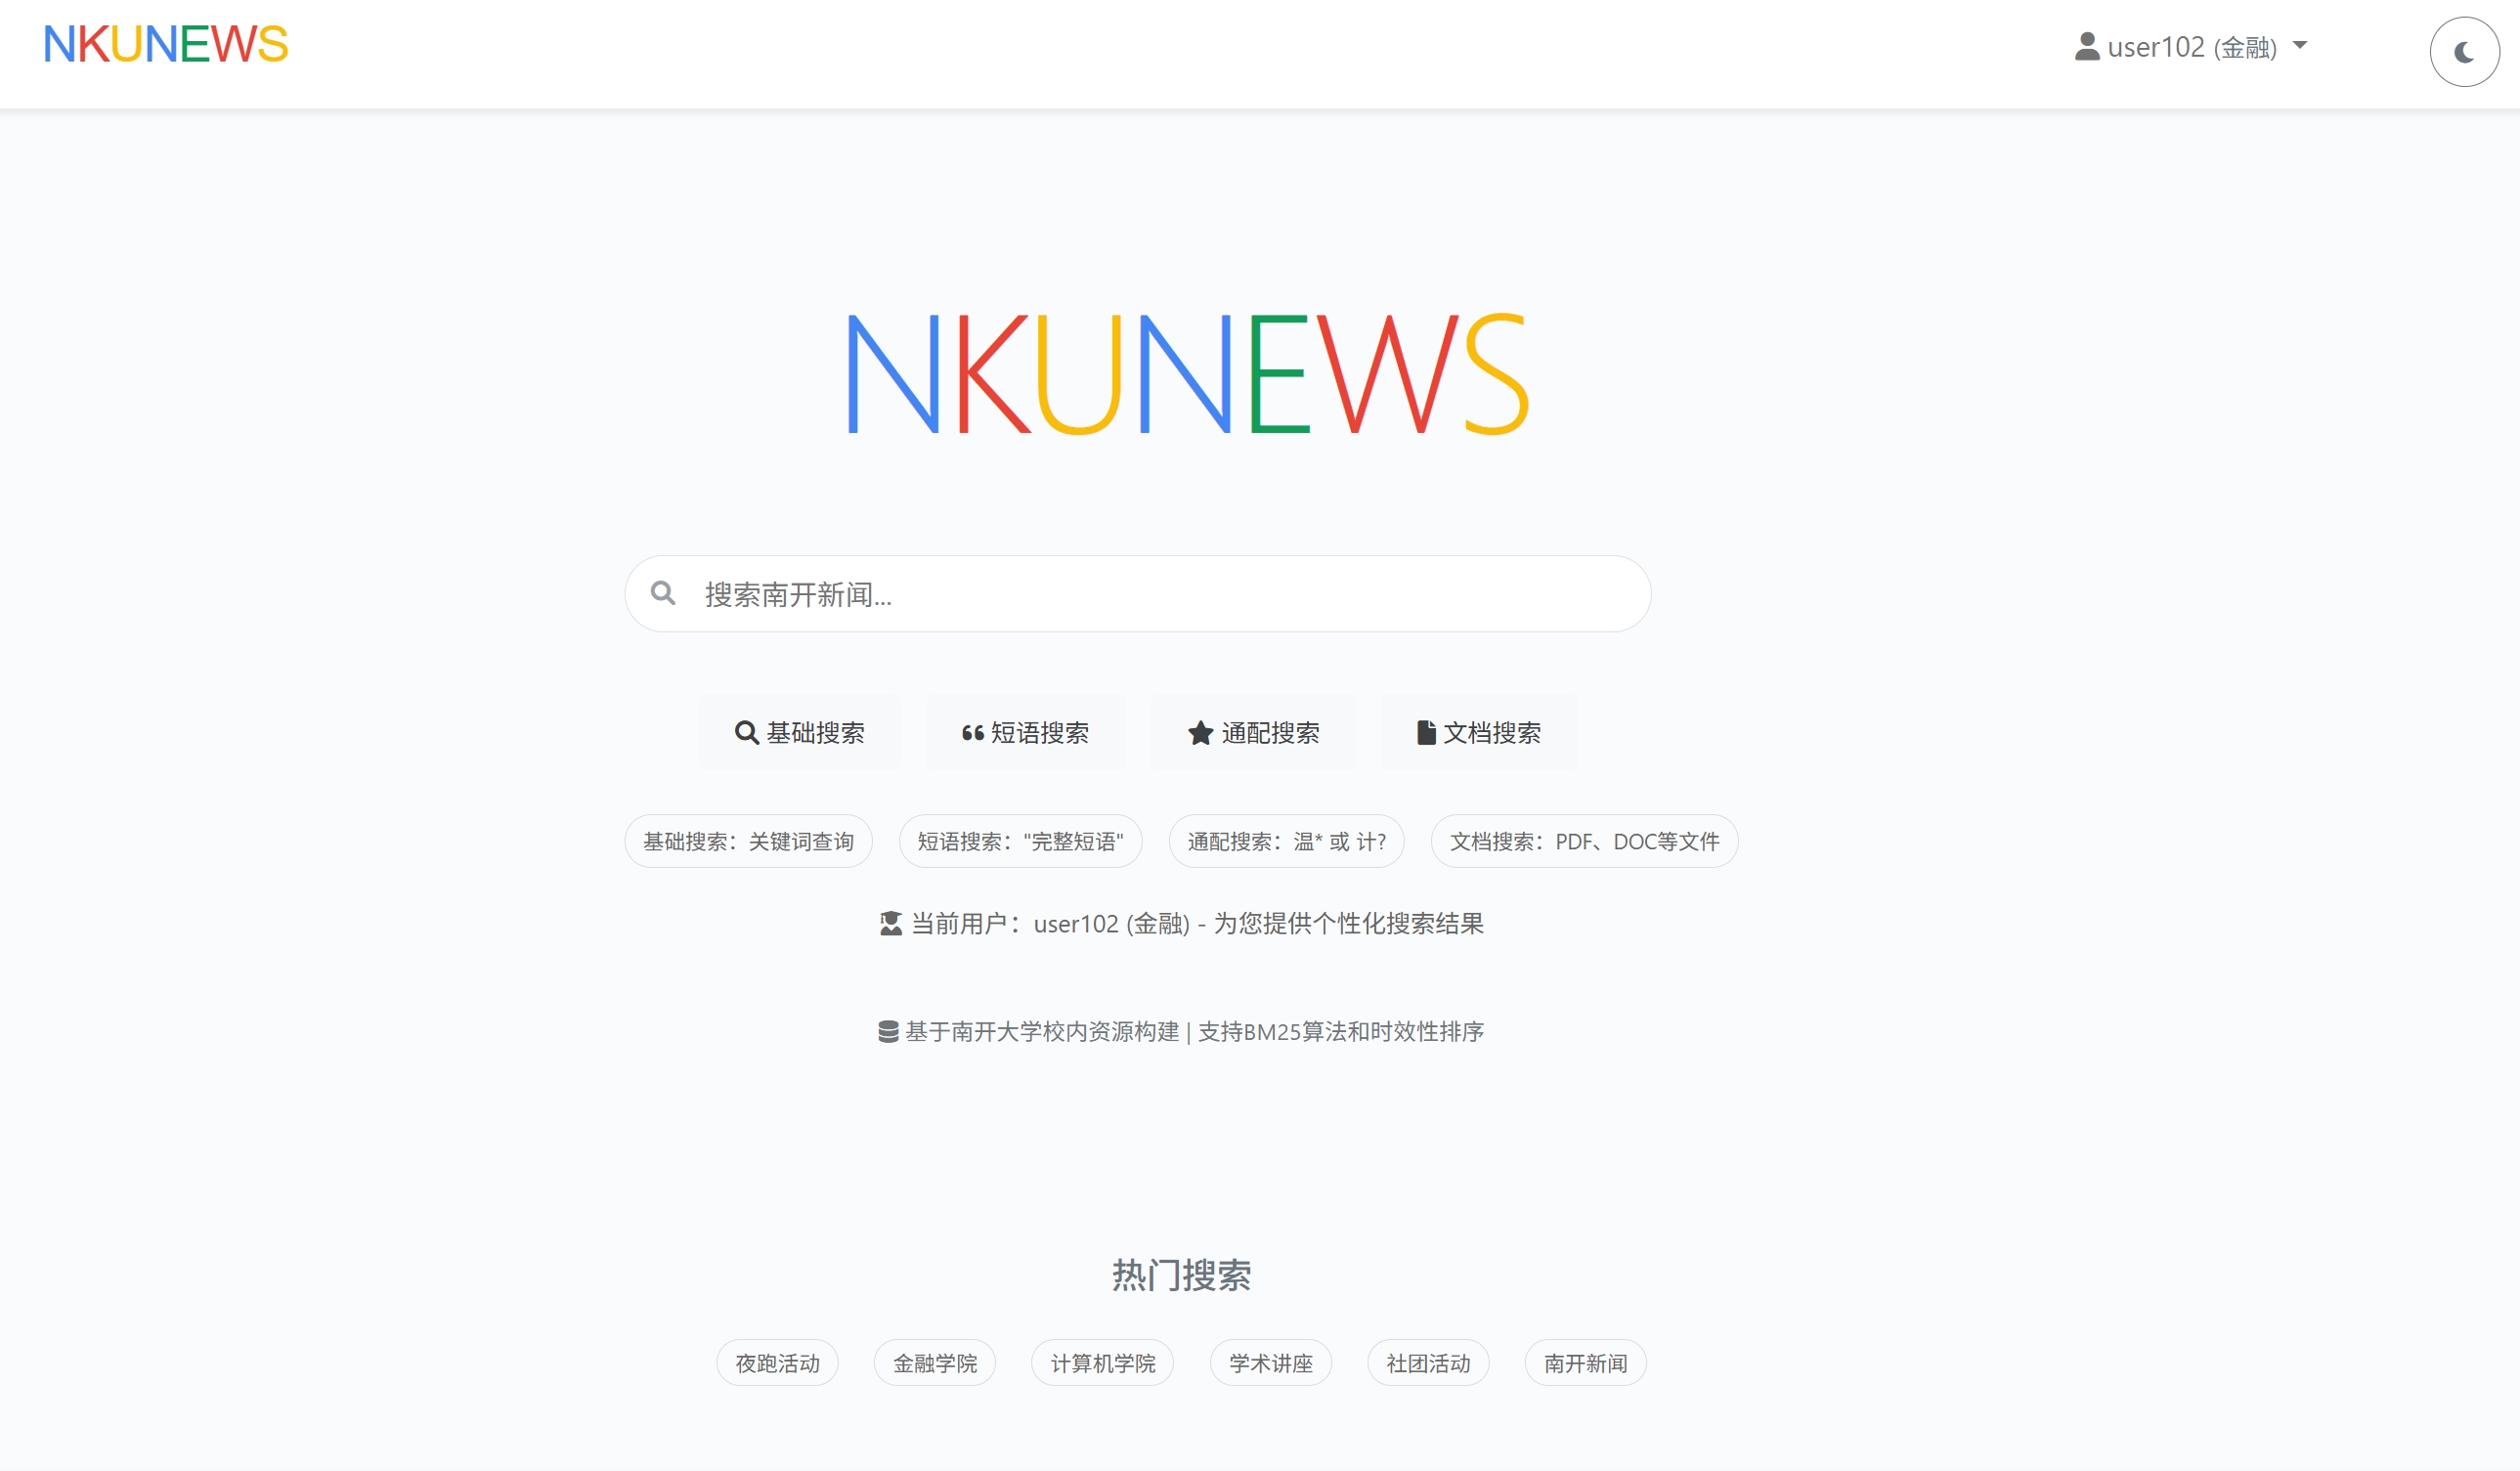 NKUNEWS
user102 (金融)
NKUNEWS
搜索南开新闻...
基础搜索 短语搜索 通配搜索 文档搜索
基础搜索：关键词查询 短语搜索："完整短语" 通配搜索：温* 或 计? 文档搜索：PDF、DOC等文件
当前用户：user102 (金融) - 为您提供个性化搜索结果
基于南开大学校内资源构建 | 支持BM25算法和时效性排序
热门搜索
夜跑活动 金融学院 计算机学院 学术讲座 社团活动 南开新闻